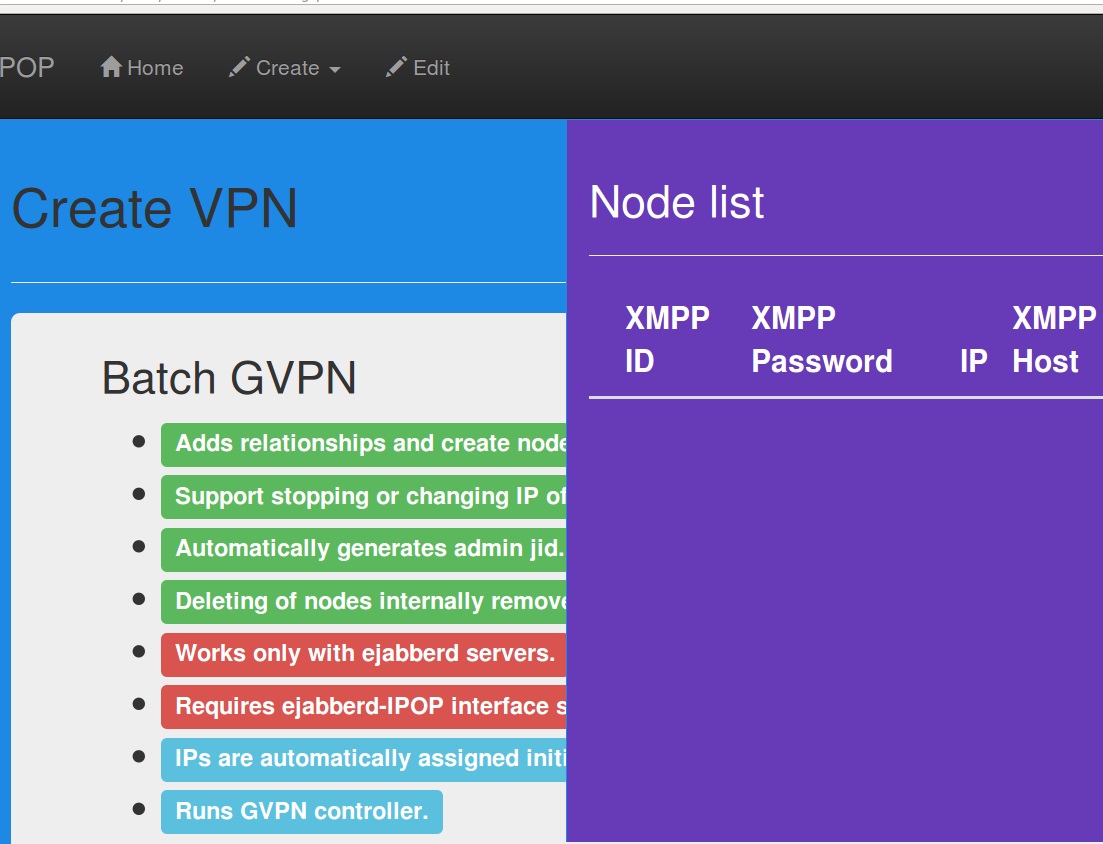 POP Home Create Edit
Create VPN
Batch GVPN
Adds relationships and create node
Support stopping or changing IP of
Automatically generates admin jid.
Deleting of nodes internally remove
Works only with ejabberd servers.
Requires ejabberd-IPOP interface s
IPs are automatically assigned initi
Runs GVPN controller.
Node list
XMPP XMPP XMPP
ID Password IP Host